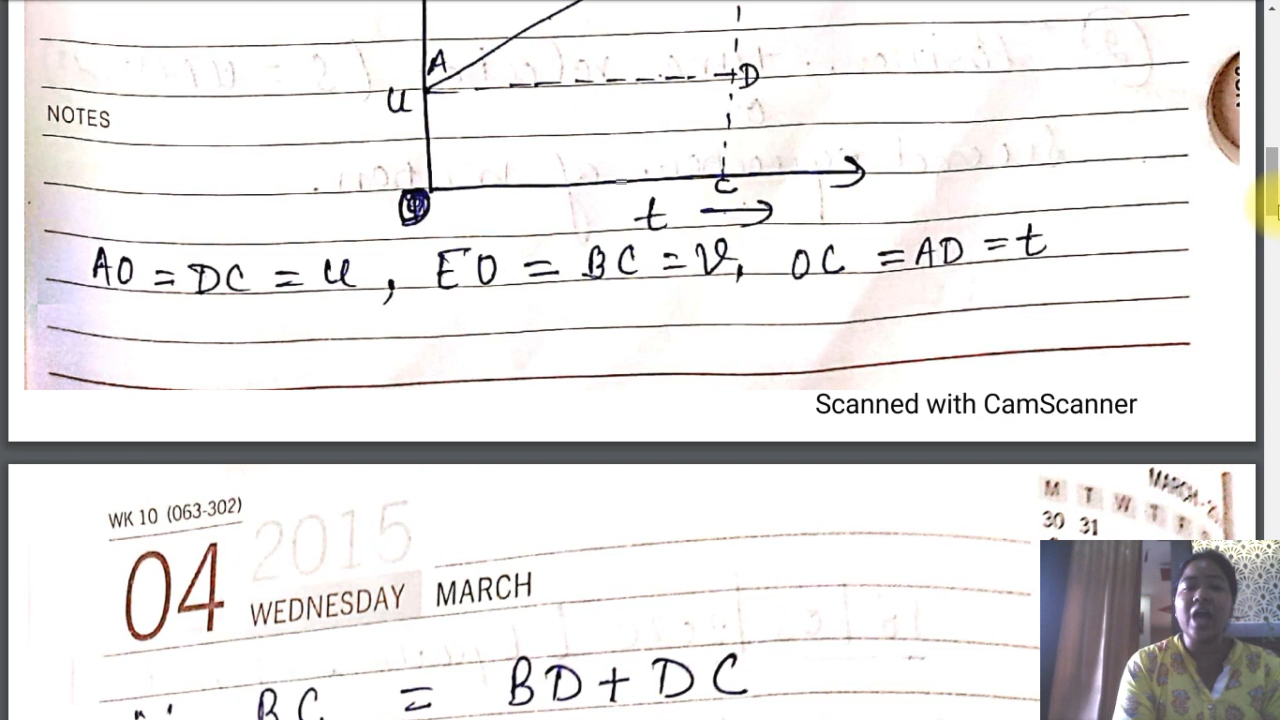 A
D
U
NOTES
C
t
AO = DC = u, EO = BC = v, OC = AD = t
Scanned with CamScanner
WK 10 (063-302)
2015
04 WEDNESDAY MARCH
M T W T F
30 31
BC = BD + DC